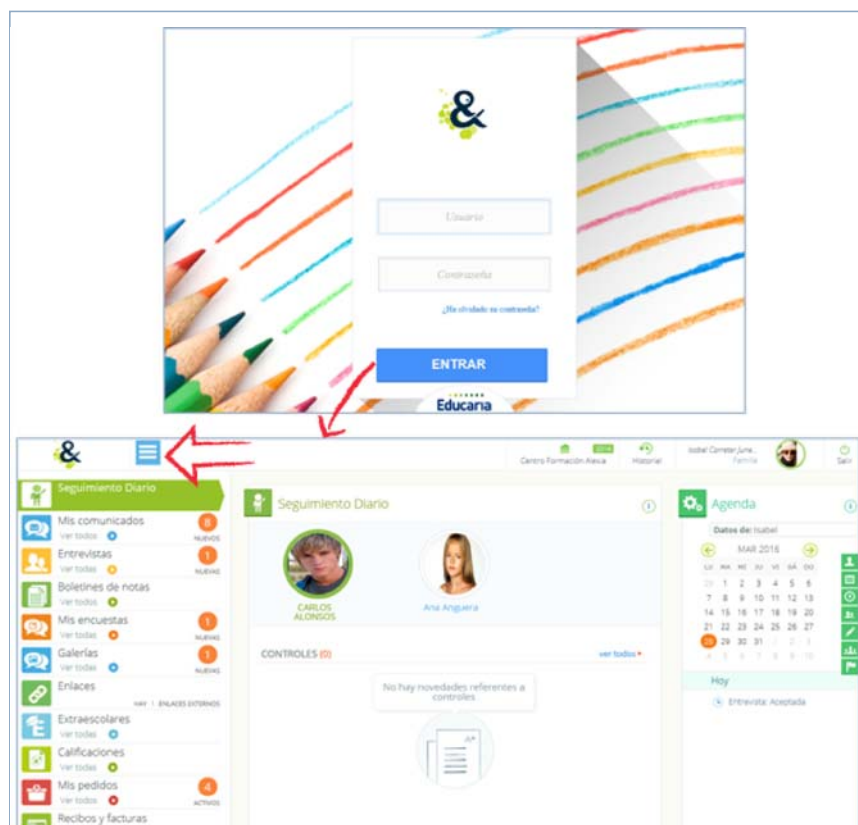 &
Usuario
Contraseña
¿Ha olvidado su contraseña?
ENTRAR
Educaria
&
Centro Formación Alexia
2016
Historial
Isobel Carreter June...
Familia
Salir
Seguimiento Diario
Mis comunicados
Ver todos
8
NUEVOS
Entrevistas
Ver todas
1
NUEVAS
Boletines de notas
Ver todos
Mis encuestas
Ver todas
1
NUEVAS
Galerías
Ver todas
1
NUEVAS
Enlaces
HAY 1 ENLACES EXTERNOS
Extraescolares
Ver todas
Calificaciones
Ver todas
Mis pedidos
Ver todos
4
ACTIVOS
Recibos y facturas
Seguimiento Diario
CARLOS
ALONSOS
Ana Anguera
CONTROLES (0)
ver todos
No hay novedades referentes a
controles
A+
Agenda
Datos de: Isabel
MAR 2016
LU MA MI JU VI SÁ DO
29 1 2 3 4 5 6
7 8 9 10 11 12 13
14 15 16 17 18 19 20
21 22 23 24 25 26 27
28 29 30 31 1 2 3
4 5 6 7 8 9 10
Hoy
Entrevista: Aceptada